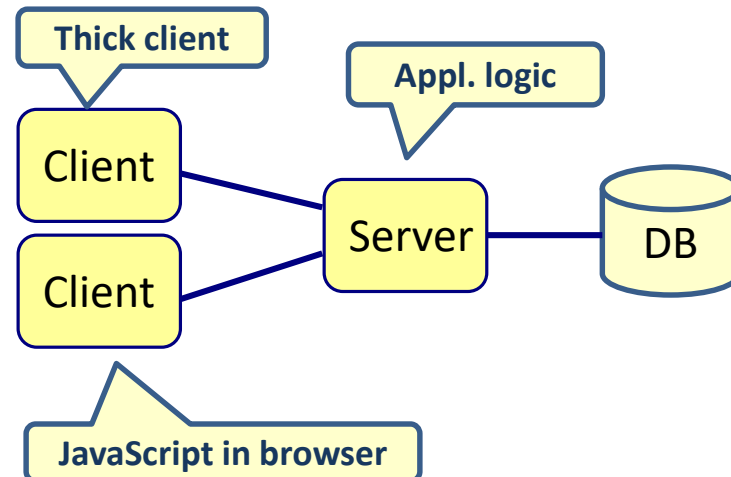 Thick client
Appl. logic
Client
Server
DB
Client
JavaScript in browser